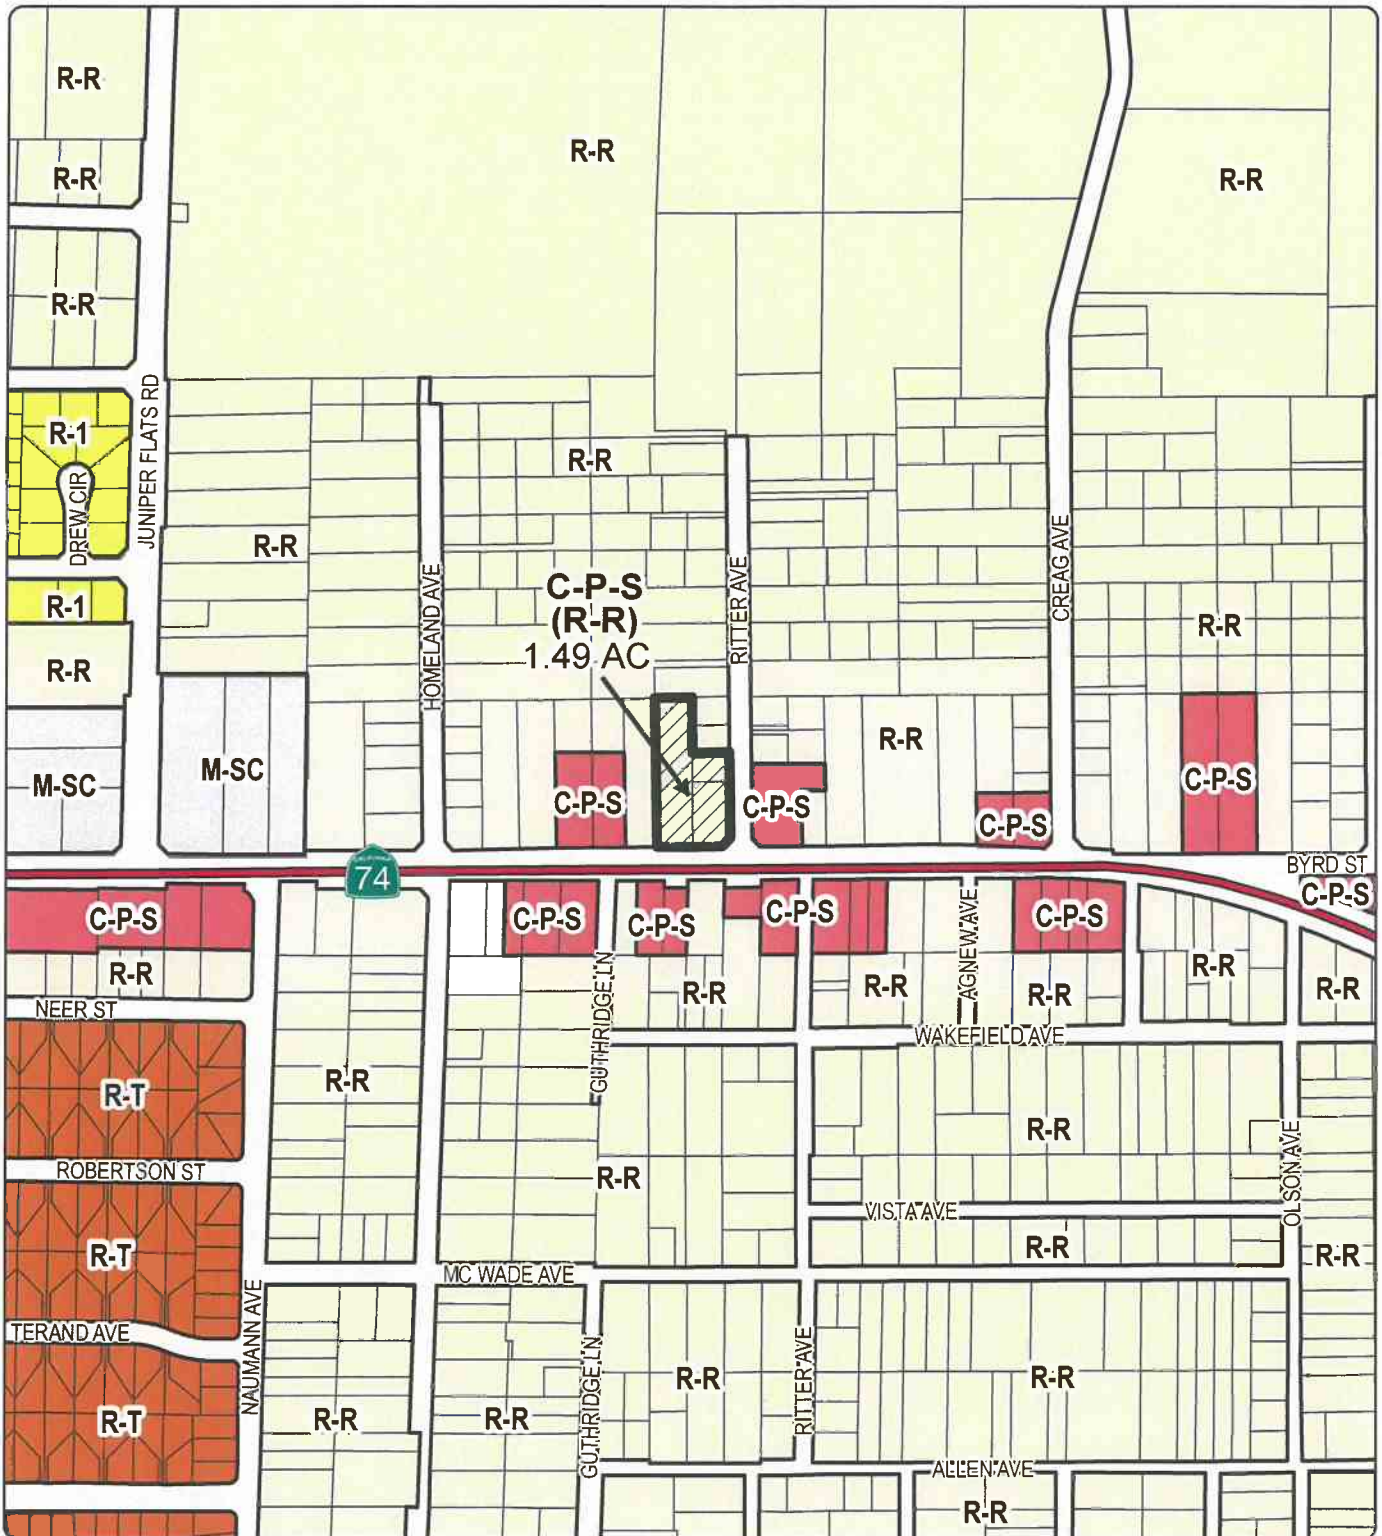 R-R
R-R
R-R
R-R
R-R
R-1
JUNIPER FLATS RD
DREW CIR
R-R
R-R
HOMELAND AVE
RITTER AVE
CREAG AVE
C-P-S
(R-R)
1.49 AC
R-1
R-R
R-R
M-SC
M-SC
R-R
C-P-S
C-P-S
C-P-S
C-P-S
BYRD ST
CALIFORNIA
74
C-P-S
C-P-S
C-P-S
C-P-S
C-P-S
C-P-S
R-R
GUTHRIDGE LN
R-R
R-R
AGNEW AVE
R-R
R-R
R-R
NEER ST
WAKEFIELD AVE
R-T
R-R
R-R
R-R
OLSON AVE
ROBERTSON ST
VISTA AVE
R-T
R-R
R-R
MC WADE AVE
NAUMANN AVE
TERAND AVE
GUTHRIDGE LN
RITTER AVE
R-R
R-R
R-T
R-R
R-R
ALLEN AVE
R-R